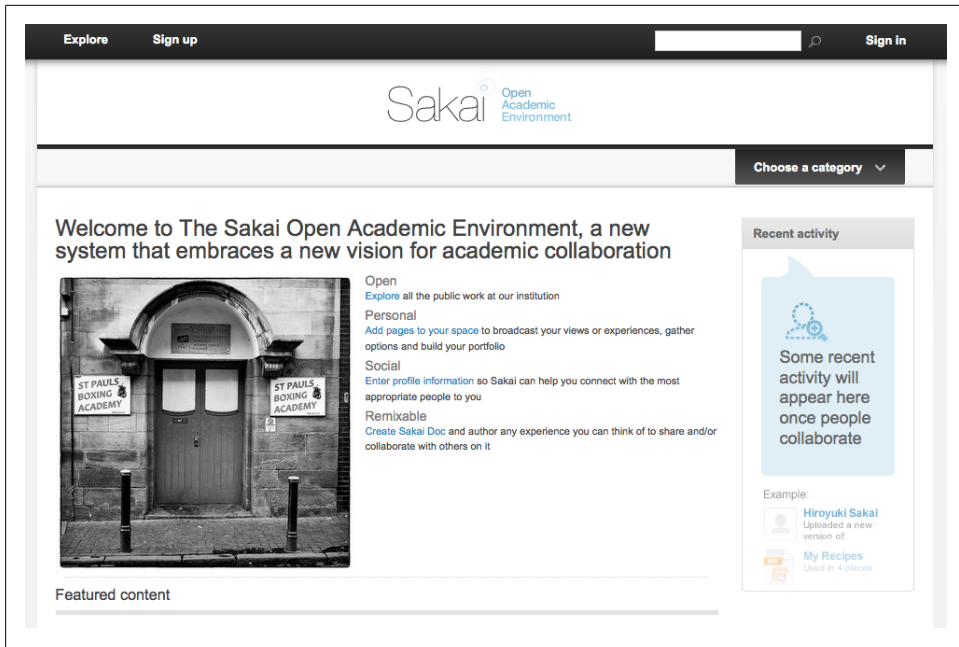 Explore Sign up Sign in
Sakai Open
Academic
Environment
Choose a category
Welcome to The Sakai Open Academic Environment, a new
system that embraces a new vision for academic collaboration
Open
Explore all the public work at our institution
Personal
Add pages to your space to broadcast your views or experiences, gather
options and build your portfolio
Social
Enter profile information so Sakai can help you connect with the most
appropriate people to you
Remixable
Create Sakai Doc and author any experience you can think of to share and/or
collaborate with others on it
ST PAULS
BOXING
ACADEMY
ST PAULS
BOXING
ACADEMY
Featured content
Recent activity
Some recent
activity will
appear here
once people
collaborate
Example:
Hiroyuki Sakai
Uploaded a new
version of:
My Recipes
Used in 4 places